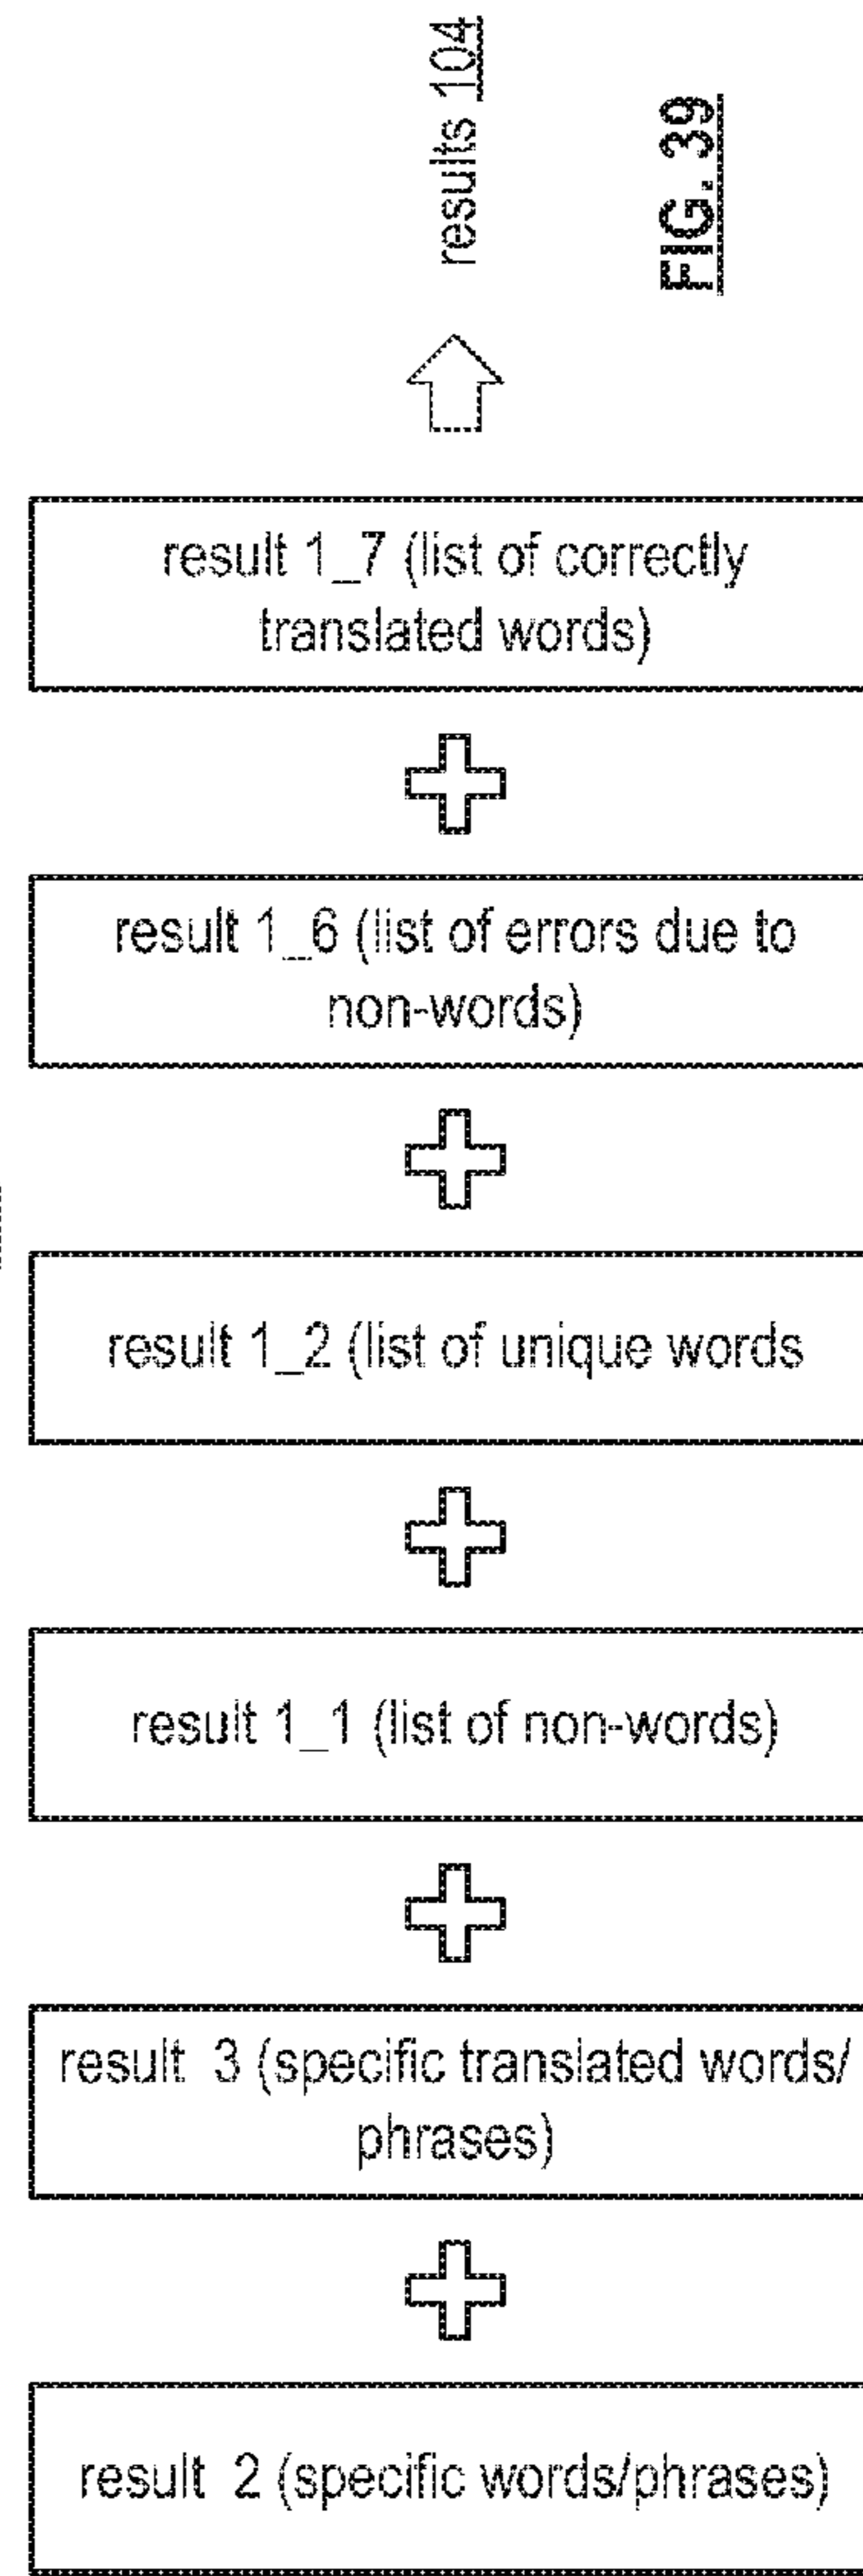 results 104
FIG. 39
result 1_7 (list of correctly
translated words)
result 1_6 (list of errors due to
non-words)
result 1_2 (list of unique words
result 1_1 (list of non-words)
result 3 (specific translated words/
phrases)
result 2 (specific words/phrases)